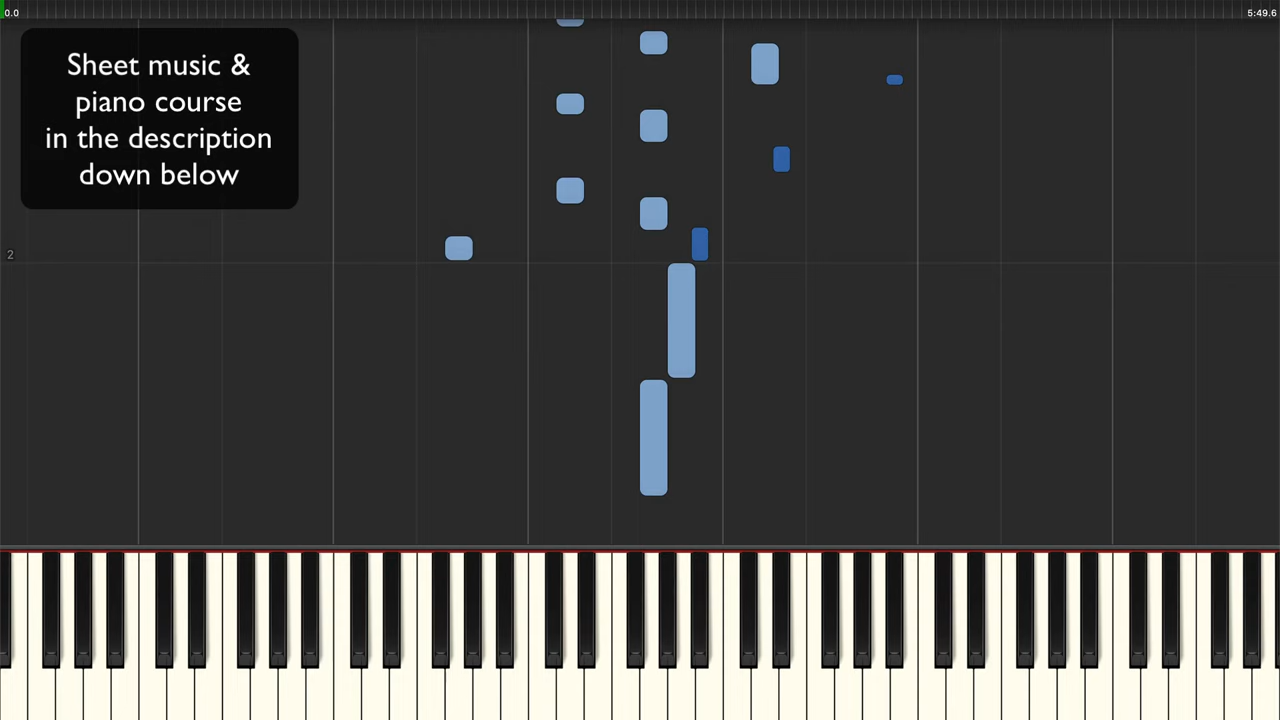 0.0
5:49.6
Sheet music &
piano course
in the description
down below
2